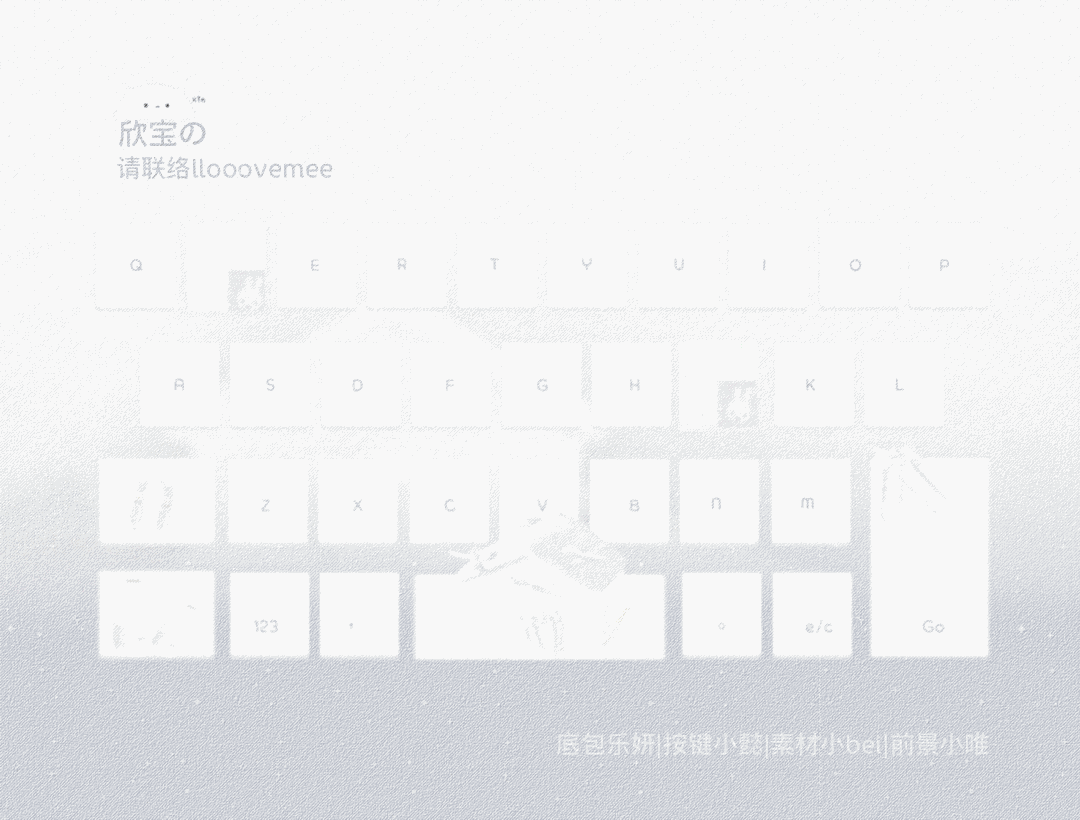 欣宝の
请联络llooovemee
Q E R T Y U I O P
A S D F G H K L
Z X C V B n m
123 , 。 e/c Go
底包乐妍|按键小懿|素材小bei|前景小唯